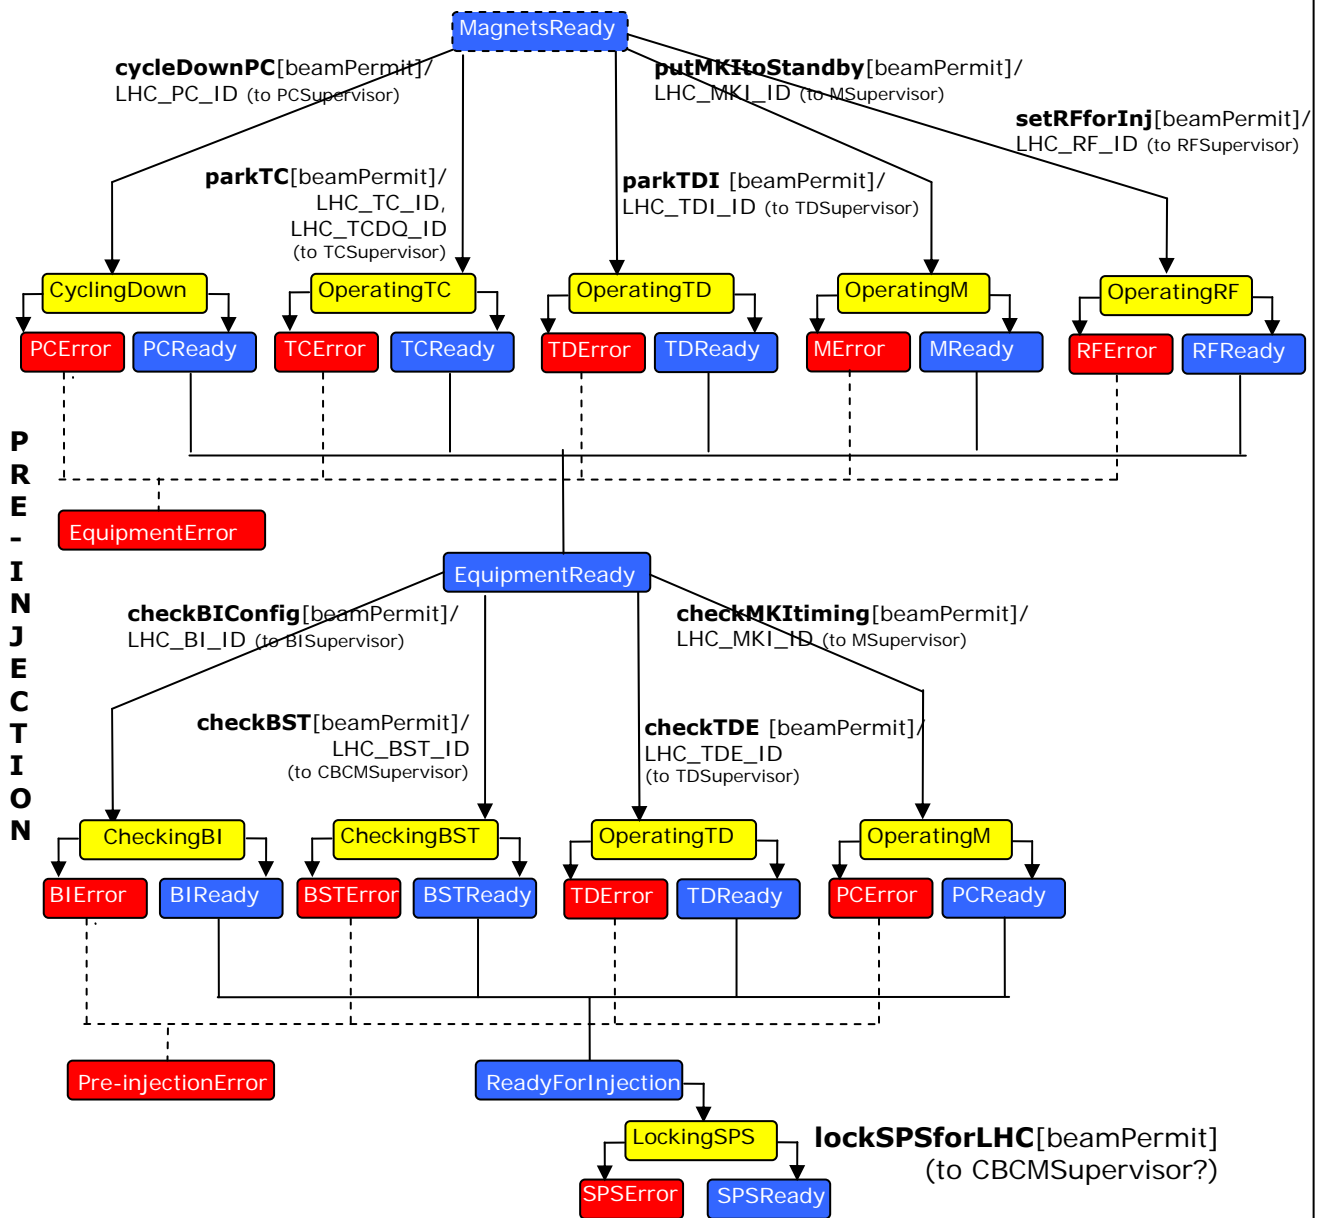 MagnetsReady
cycleDownPC[beamPermit]/
LHC_PC_ID (to PCSupervisor)
putMKItoStandby[beamPermit]/
LHC_MKI_ID (to MSupervisor)
setRFforInj[beamPermit]/
LHC_RF_ID (to RFSupervisor)
parkTC[beamPermit]/
LHC_TC_ID,
LHC_TCDQ_ID
(to TCSupervisor)
parkTDI [beamPermit]/
LHC_TDI_ID (to TDSupervisor)
CyclingDown
OperatingTC
OperatingTD
OperatingM
OperatingRF
PCError
PCReady
TCError
TCReady
TDError
TDReady
MError
MReady
RFError
RFReady
PRE-INJECTION
EquipmentError
EquipmentReady
checkBIConfig[beamPermit]/
LHC_BI_ID (to BISupervisor)
checkMKItiming[beamPermit]/
LHC_MKI_ID (to MSupervisor)
checkBST[beamPermit]/
LHC_BST_ID
(to CBCMSupervisor)
checkTDE [beamPermit]/
LHC_TDE_ID
(to TDSupervisor)
CheckingBI
CheckingBST
OperatingTD
OperatingM
BIError
BIReady
BSTError
BSTReady
TDError
TDReady
PCError
PCReady
Pre-injectionError
ReadyForInjection
LockingSPS
lockSPSforLHC[beamPermit]
(to CBCMSupervisor?)
SPSError
SPSReady